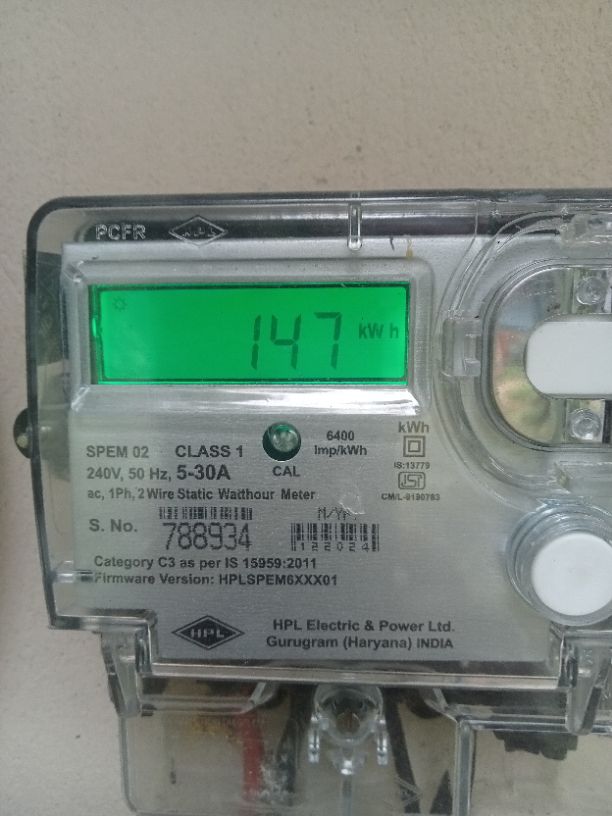 PCFR HPL
147 kWh
SPEM 02 CLASS 1
240V, 50 Hz, 5-30A
ac, 1Ph, 2 Wire Static Watthour Meter
CAL
6400
Imp/kWh
kWh
IS:13779
ISI
CM/L-9190783
S. No. 788934
M/Yr.
122024
Category C3 as per IS 15959:2011
Firmware Version: HPLSPEM6XXX01
HPL
HPL Electric & Power Ltd.
Gurugram (Haryana) INDIA